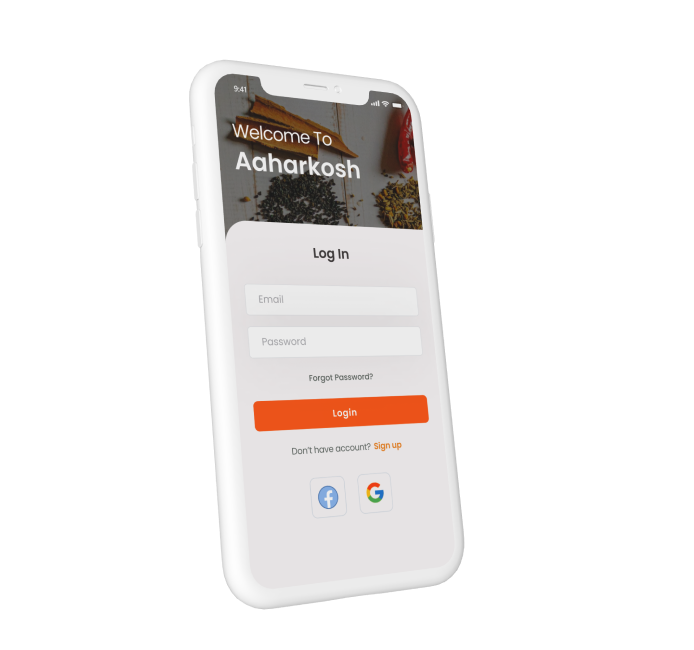 9:41
Welcome To
Aaharkosh
Log In
Email
Password
Forgot Password?
Login
Don't have account? Sign up